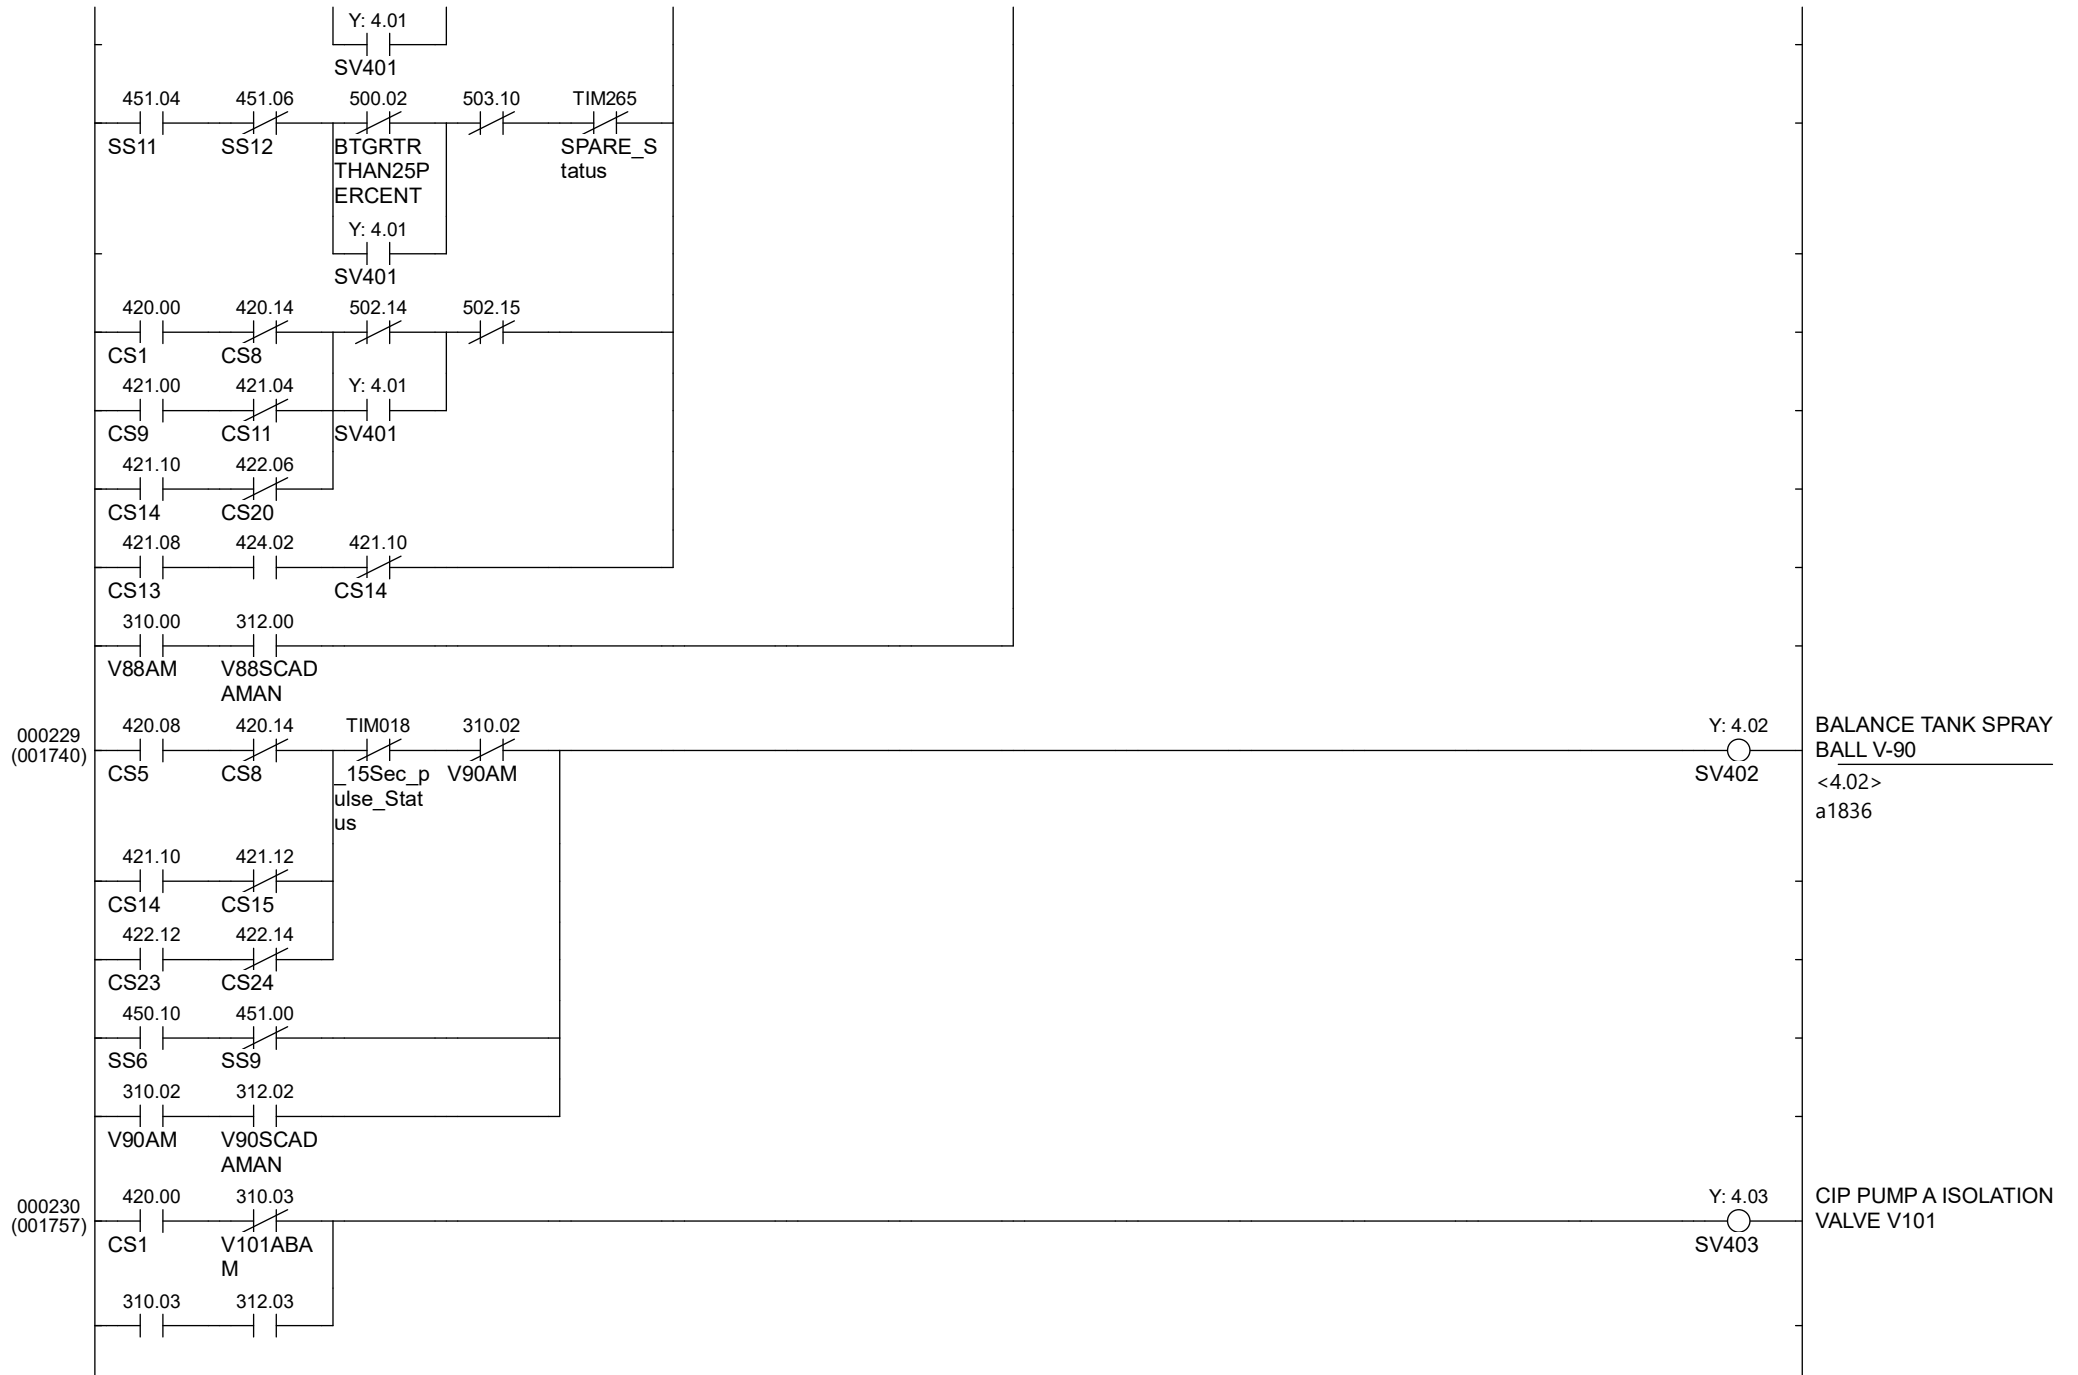 Y: 4.01
SV401
451.04 451.06 500.02 503.10 TIM265
SS11 SS12 BTGRTR SPARE_S
THAN25P tatus
ERCENT
Y: 4.01
SV401
420.00 420.14 502.14 502.15
CS1 CS8
421.00 421.04 Y: 4.01
CS9 CS11 SV401
421.10 422.06
CS14 CS20
421.08 424.02 421.10
CS13 CS14
310.00 312.00
V88AM V88SCAD
AMAN
000229 420.08 420.14 TIM018 310.02 Y: 4.02 BALANCE TANK SPRAY
(001740) BALL V-90
CS5 CS8 _15Sec_p V90AM SV402 <4.02>
ulse_Stat a1836
us
421.10 421.12
CS14 CS15
422.12 422.14
CS23 CS24
450.10 451.00
SS6 SS9
310.02 312.02
V90AM V90SCAD
AMAN
000230 420.00 310.03 Y: 4.03 CIP PUMP A ISOLATION
(001757) VALVE V101
CS1 V101ABA SV403
M
310.03 312.03